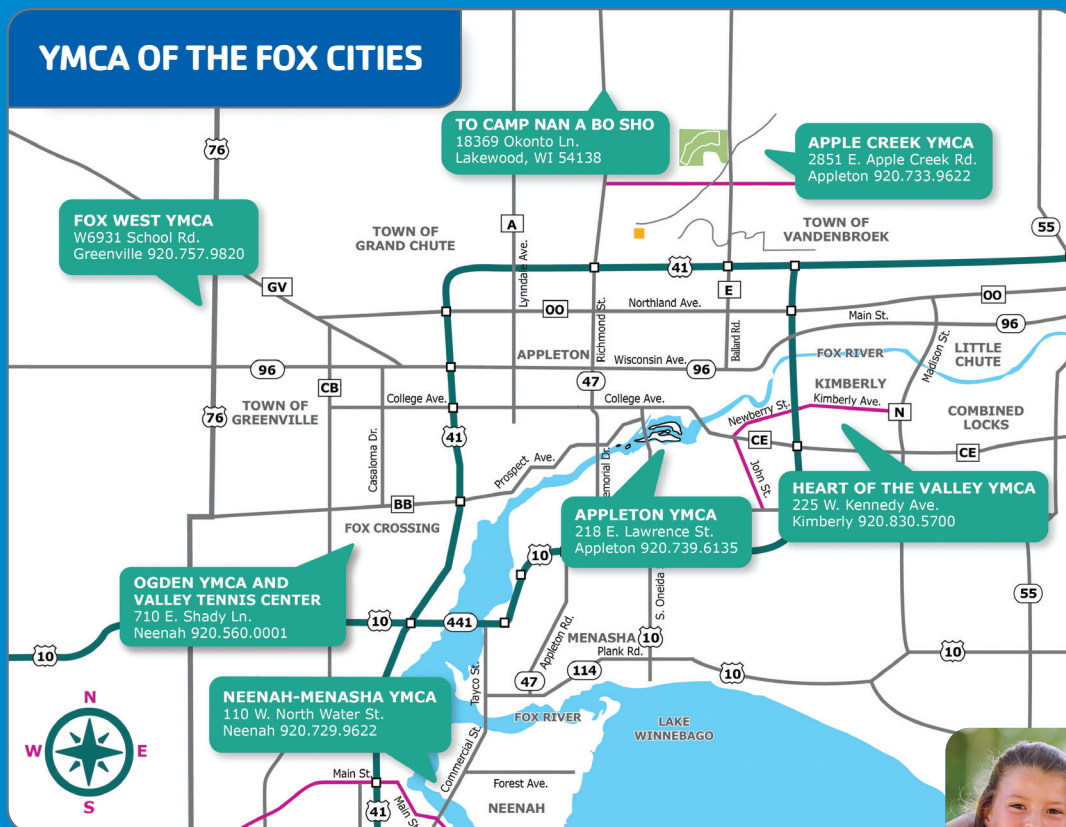 YMCA OF THE FOX CITIES
TO CAMP NAN A BO SHO
18369 Okonto Ln.
Lakewood, WI 54138
APPLE CREEK YMCA
2851 E. Apple Creek Rd.
Appleton 920.733.9622
76
FOX WEST YMCA
W6931 School Rd.
Greenville 920.757.9820
TOWN OF
GRAND CHUTE
A
Lynndale Ave.
TOWN OF
VANDENBROEK
55
41
E
GV
OO
Northland Ave.
Richmond St.
Ballard Rd.
Main St.
OO
96
Madison St.
LITTLE
CHUTE
APPLETON
Wisconsin Ave.
96
96
FOX RIVER
47
KIMBERLY
CB
College Ave.
College Ave.
Newberry St.
Kimberly Ave.
N
COMBINED
LOCKS
76
TOWN OF
GREENVILLE
41
Casaloma Dr.
Prospect Ave.
CE
CE
John St.
BB
FOX CROSSING
APPLETON YMCA
218 E. Lawrence St.
Appleton 920.739.6135
HEART OF THE VALLEY YMCA
225 W. Kennedy Ave.
Kimberly 920.830.5700
10
OGDEN YMCA AND
VALLEY TENNIS CENTER
710 E. Shady Ln.
Neenah 920.560.0001
10
441
S. Oneida
55
10
MENASHA
10
Appleton Rd.
Plank Rd.
10
114
10
47
Tayco St.
NEENAH-MENASHA YMCA
110 W. North Water St.
Neenah 920.729.9622
FOX RIVER
LAKE
WINNEBAGO
N
W
E
S
Commercial St.
Main St.
Forest Ave.
41
Main St.
NEENAH